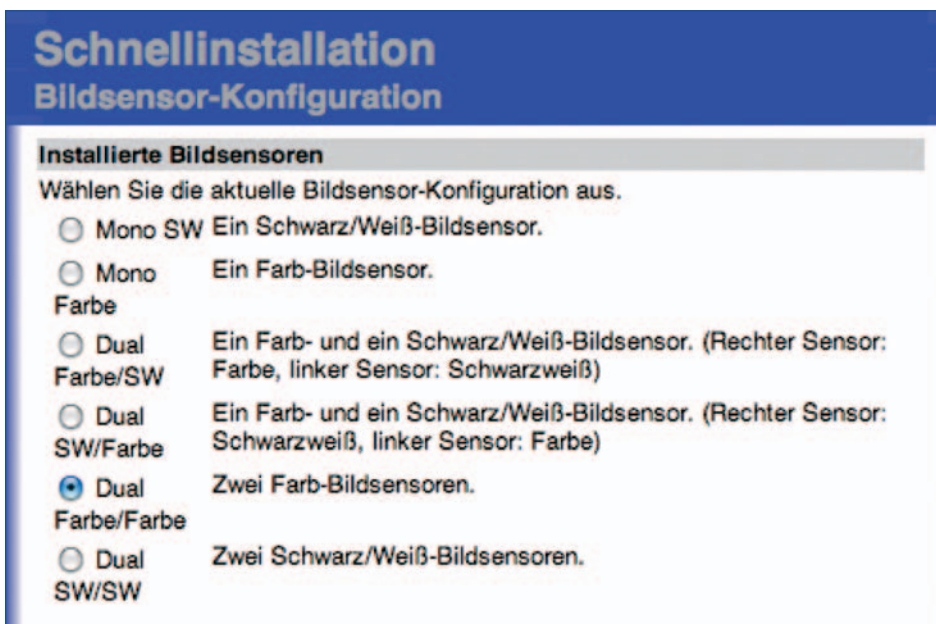 Schnellinstallation
Bildsensor-Konfiguration
Installierte Bildsensoren
Wählen Sie die aktuelle Bildsensor-Konfiguration aus.
Mono SW Ein Schwarz/Weiß-Bildsensor.
Mono Ein Farb-Bildsensor.
Farbe
Dual Ein Farb- und ein Schwarz/Weiß-Bildsensor. (Rechter Sensor:
Farbe/SW Farbe, linker Sensor: Schwarzweiß)
Dual Ein Farb- und ein Schwarz/Weiß-Bildsensor. (Rechter Sensor:
SW/Farbe Schwarzweiß, linker Sensor: Farbe)
Dual Zwei Farb-Bildsensoren.
Farbe/Farbe
Dual Zwei Schwarz/Weiß-Bildsensoren.
SW/SW